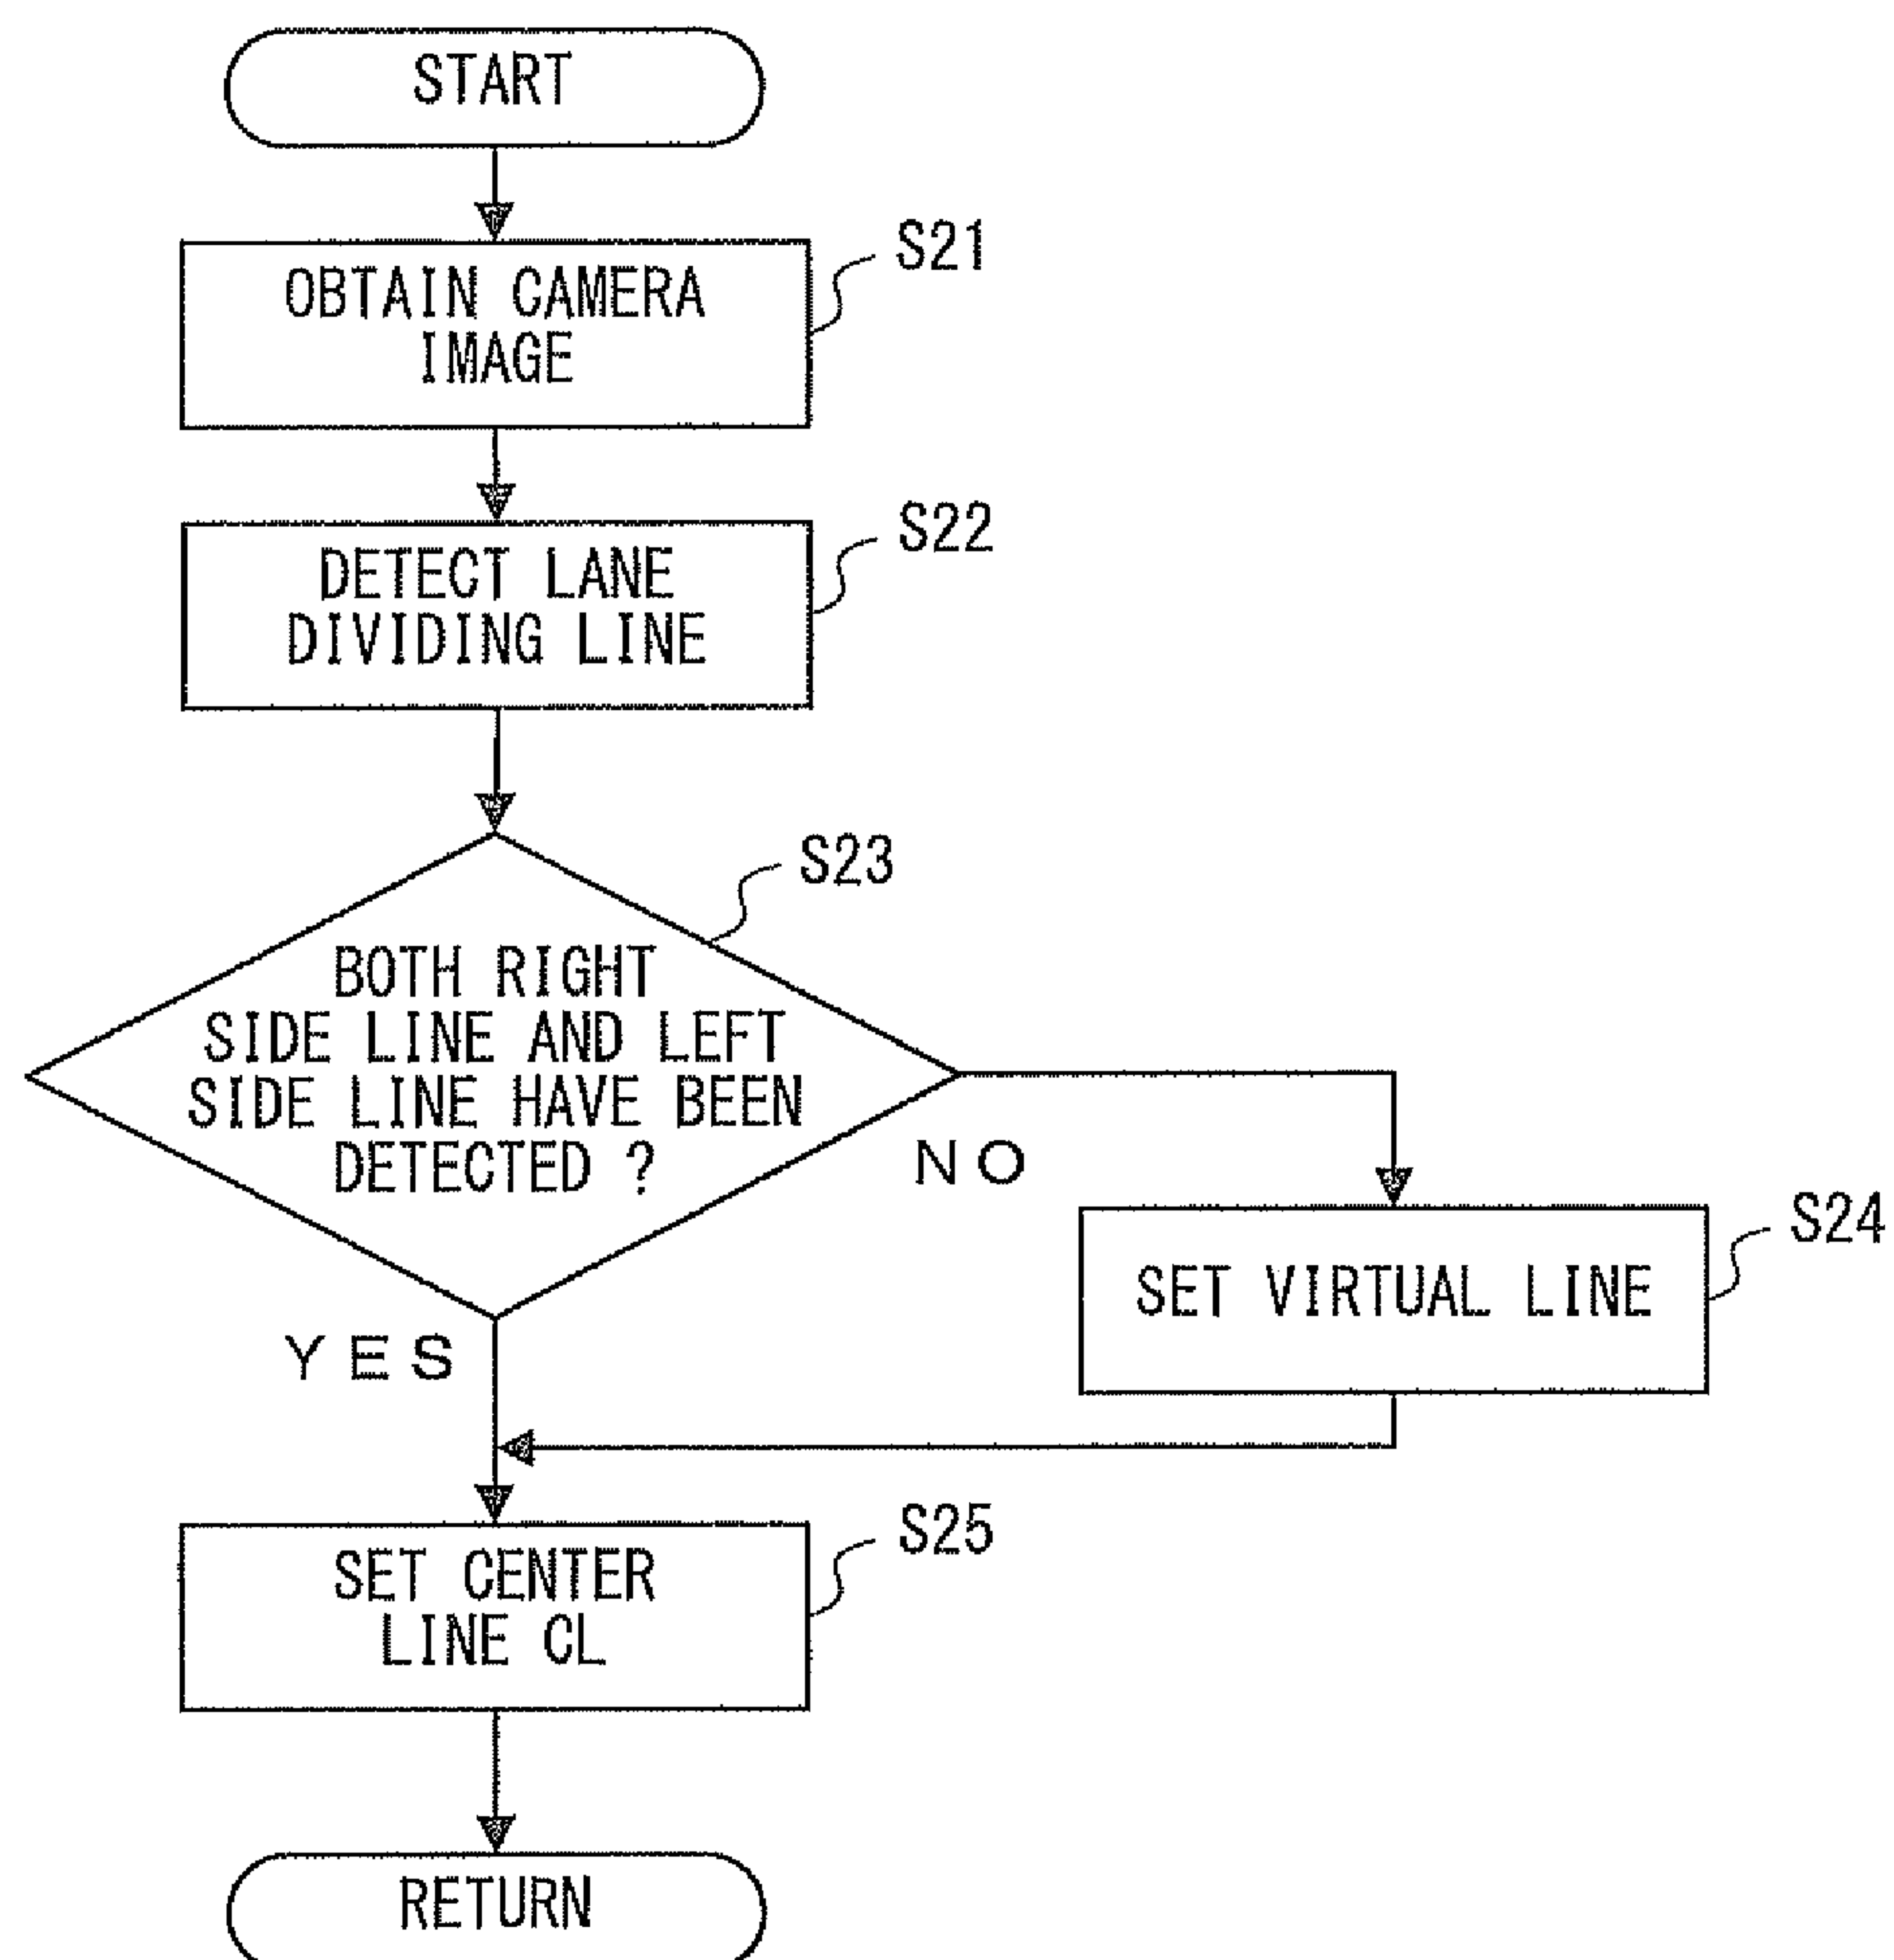 START
S21
OBTAIN CAMERA
IMAGE
S22
DETECT LANE
DIVIDING LINE
S23
BOTH RIGHT
SIDE LINE AND LEFT
SIDE LINE HAVE BEEN
DETECTED ?
NO
S24
SET VIRTUAL LINE
YES
S25
SET CENTER
LINE CL
RETURN